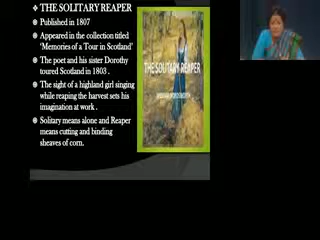 ❖ THE SOLITARY REAPER
● Published in 1807
● Appeared in the collection titled
'Memories of a Tour in Scotland'
● The poet and his sister Dorothy
toured Scotland in 1803 .
● The sight of a highland girl singing
while reaping the harvest sets his
imagination at work .
● Solitary means alone and Reaper
means cutting and binding
sheaves of corn.
THE SOLITARY REAPER